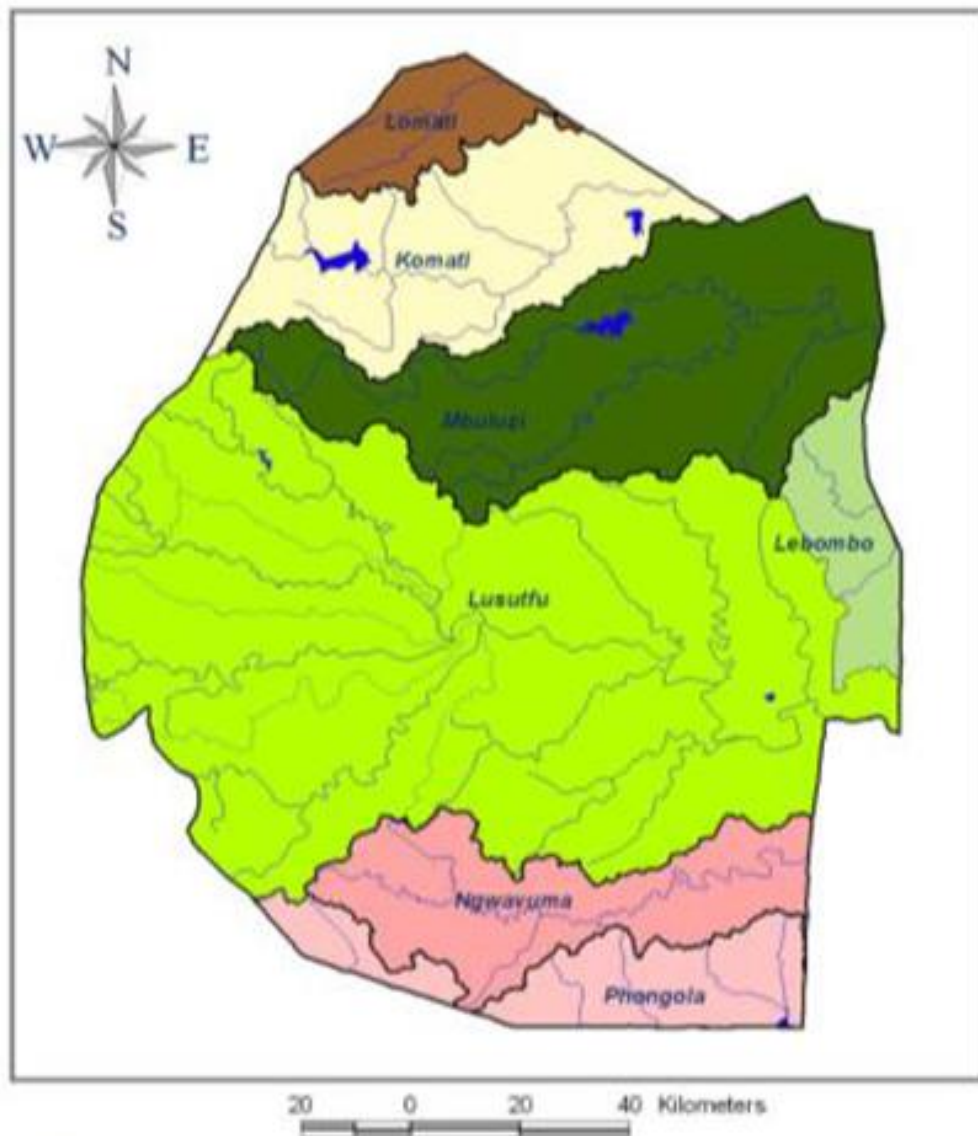 N
W E
S
Lomati
Komati
Mbuluzi
Lebombo
Lusutfu
Ngwavuma
Phongola
20 0 20 40 Kilometers